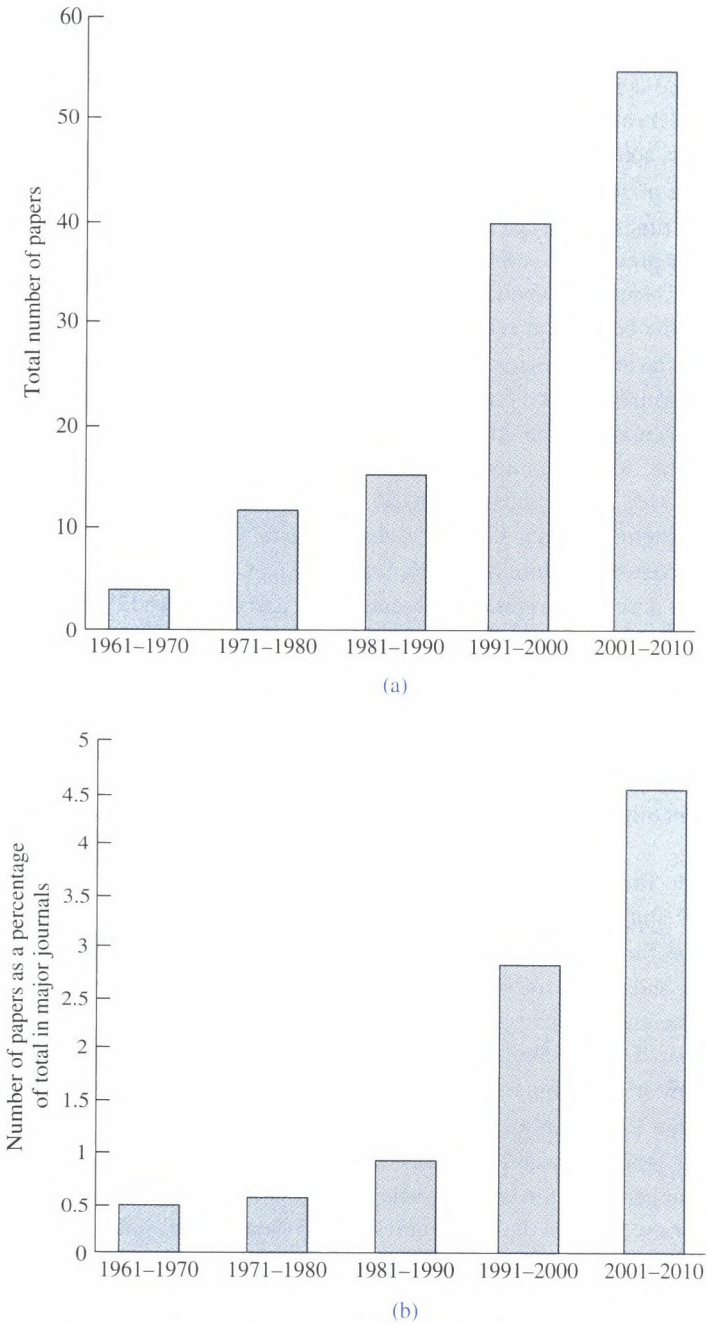 60
50
40
30
20
10
0
Total number of papers
1961–1970 1971–1980 1981–1990 1991–2000 2001–2010
(a)
5
4.5
4
3.5
3
2.5
2
1.5
1
0.5
0
Number of papers as a percentage
of total in major journals
1961–1970 1971–1980 1981–1990 1991–2000 2001–2010
(b)